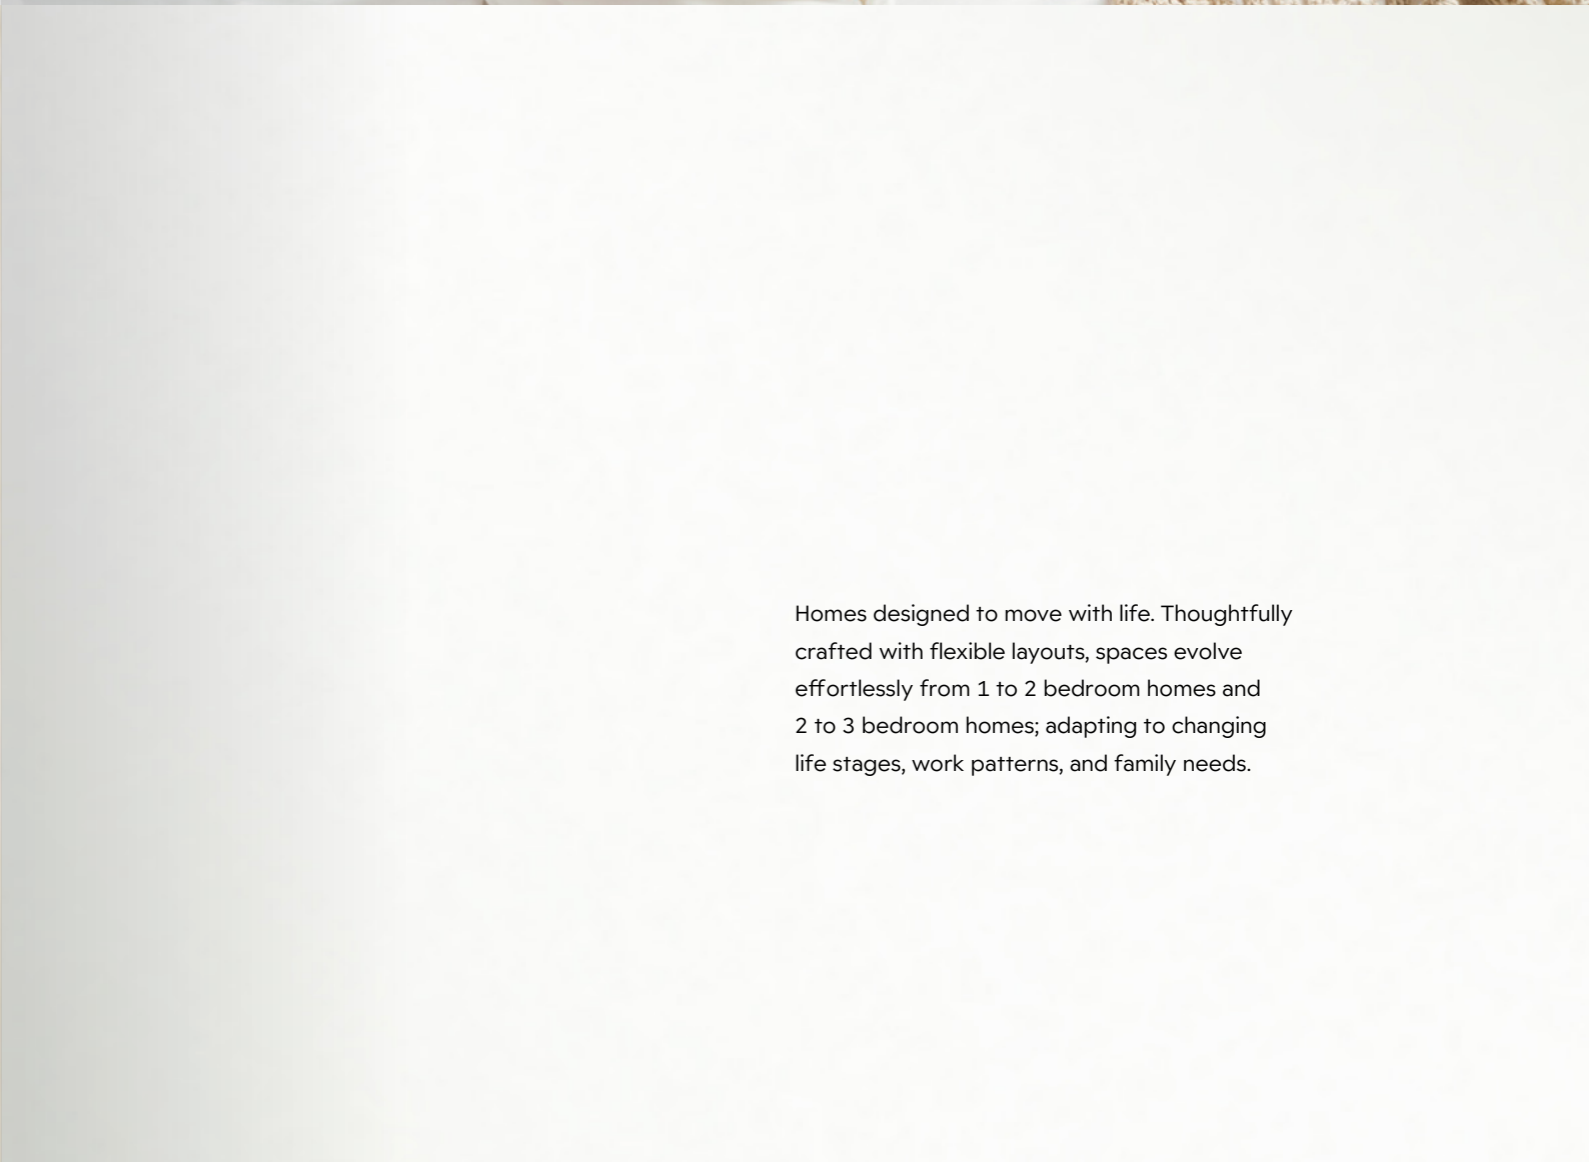 Homes designed to move with life. Thoughtfully
crafted with flexible layouts, spaces evolve
effortlessly from 1 to 2 bedroom homes and
2 to 3 bedroom homes; adapting to changing
life stages, work patterns, and family needs.